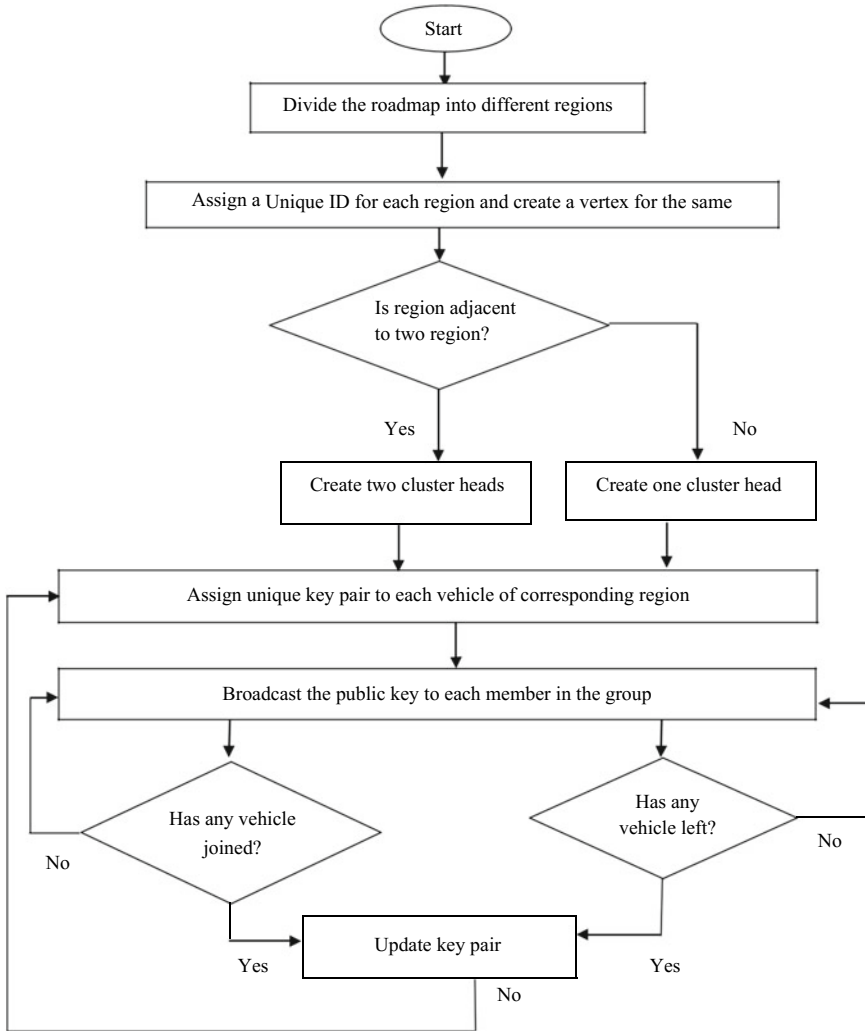 Start
Divide the roadmap into different regions
Assign a Unique ID for each region and create a vertex for the same
Is region adjacent
to two region?
Yes
No
Create two cluster heads
Create one cluster head
Assign unique key pair to each vehicle of corresponding region
Broadcast the public key to each member in the group
Has any vehicle
joined?
Has any
vehicle left?
No
No
Update key pair
Yes
Yes
No